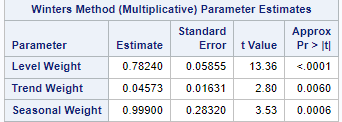 Winters Method (Multiplicative) Parameter Estimates
Parameter Estimate Standard Error t Value Approx Pr > |t|
Level Weight 0.78240 0.05855 13.36 <.0001
Trend Weight 0.04573 0.01631 2.80 0.0060
Seasonal Weight 0.99900 0.28320 3.53 0.0006